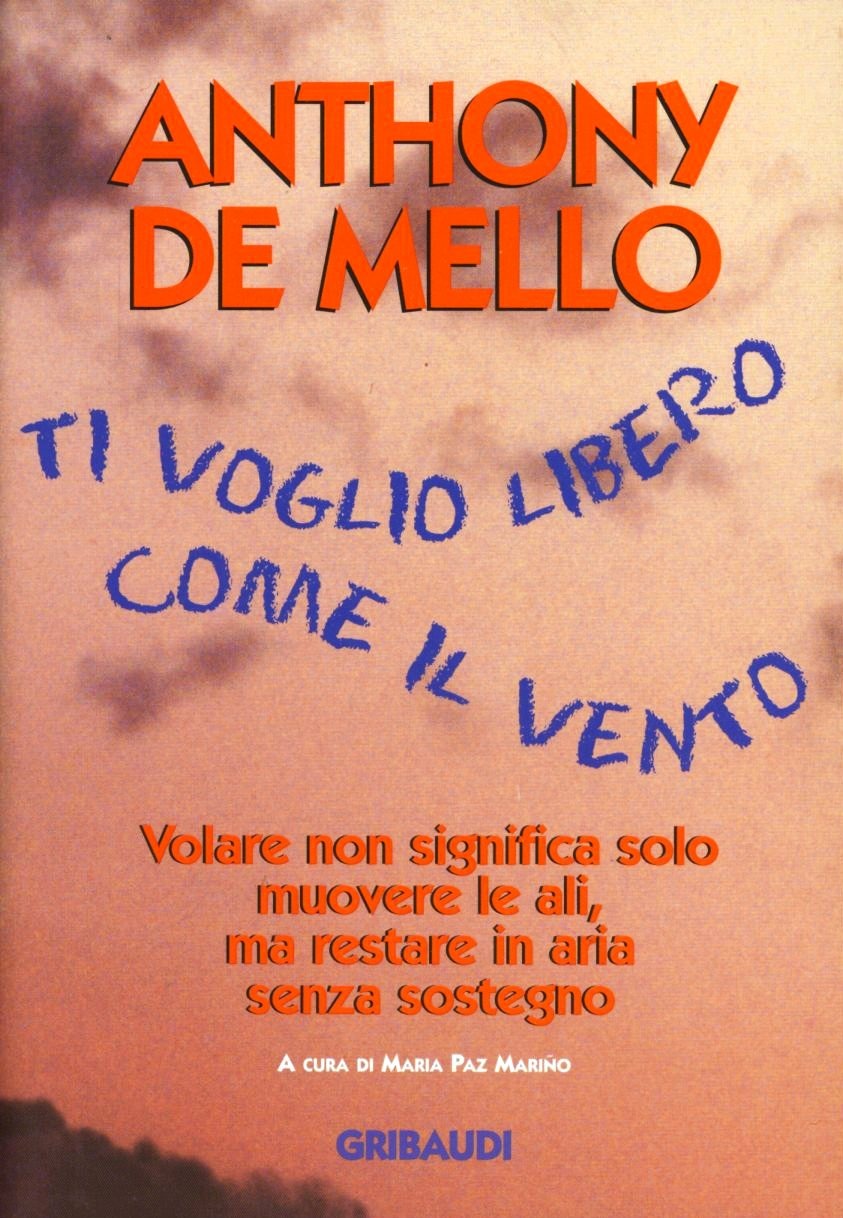 ANTHONY
DE MELLO
TI VOGLIO LIBERO
COME IL VENTO
Volare non significa solo
muovere le ali,
ma restare in aria
senza sostegno
A CURA DI MARIA PAZ MARIÑO
GRIBAUDI